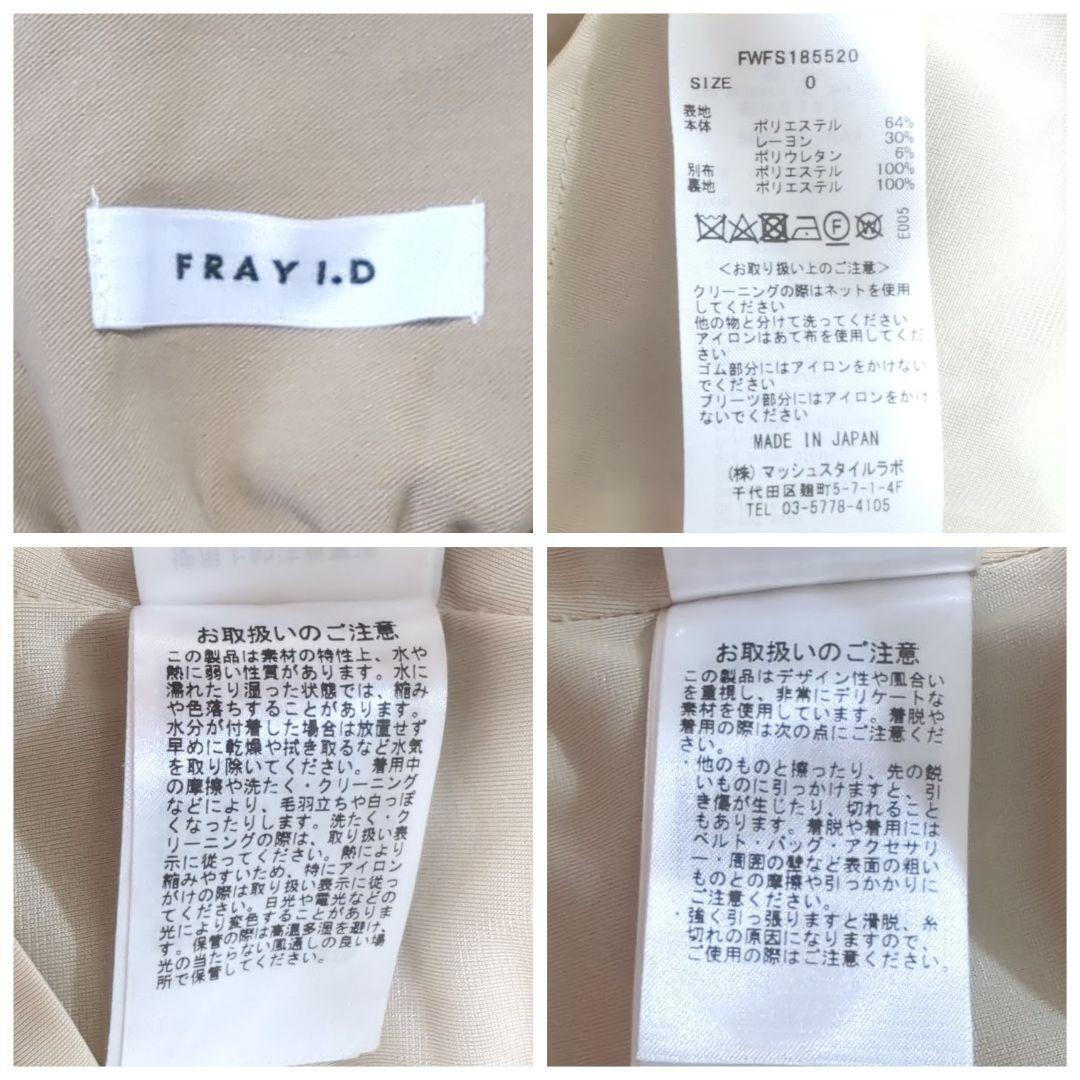 FRAY I.D
FWFS185520
SIZE 0
表地
本体 ポリエステル 64%
レーヨン 30%
ポリウレタン 6%
別布 ポリエステル 100%
裏地 ポリエステル 100%
E005
<お取り扱い上のご注意>
クリーニングの際はネットを使用
してください
他の物と分けて洗ってください
アイロンはあて布を使用してくだ
さい
ゴム部分にはアイロンをかけない
でください
プリーツ部分にはアイロンをかけ
ないでください
MADE IN JAPAN
(株) マッシュスタイルラボ
千代田区麹町5-7-1-4F
TEL 03-5778-4105
お取扱いのご注意
この製品は素材の特性上、水や
熱に弱い性質があります。水に
濡れたり湿った状態では、縮み
や色落ちすることがあります。
水分が付着した場合は放置せず
早めに乾燥や拭き取るなど水気
を取り除いてください。着用中
の摩擦や洗たく・クリーニング
などにより、毛羽立ちや白っぽ
くなったりします。洗たく・ク
リーニングの際は、取り扱い表
示に従ってください。熱により
縮みやすいため、特にアイロン
がけの際は取り扱い表示に従っ
てください。日光や電光などの
光により変色することがありま
す。保管の際は高温多湿を避け、
光の当たらない風通しの良い場
所で保管してください。
お取扱いのご注意
この製品はデザイン性や風合い
を重視し、非常にデリケートな
素材を使用しています。着脱や
着用の際は次の点にご注意くだ
さい。
・他のものと擦ったり、先の鋭
いものに引っかけますと、引
き傷が生じたり、切れること
もあります。着脱や着用には
ベルト・バッグ・アクセサリ
ー・周囲の壁など表面の粗い
ものとの摩擦や引っかかりに
ご注意ください。
・強く引っ張りますと滑脱、糸
切れの原因になりますので、
ご使用の際はご注意ください。